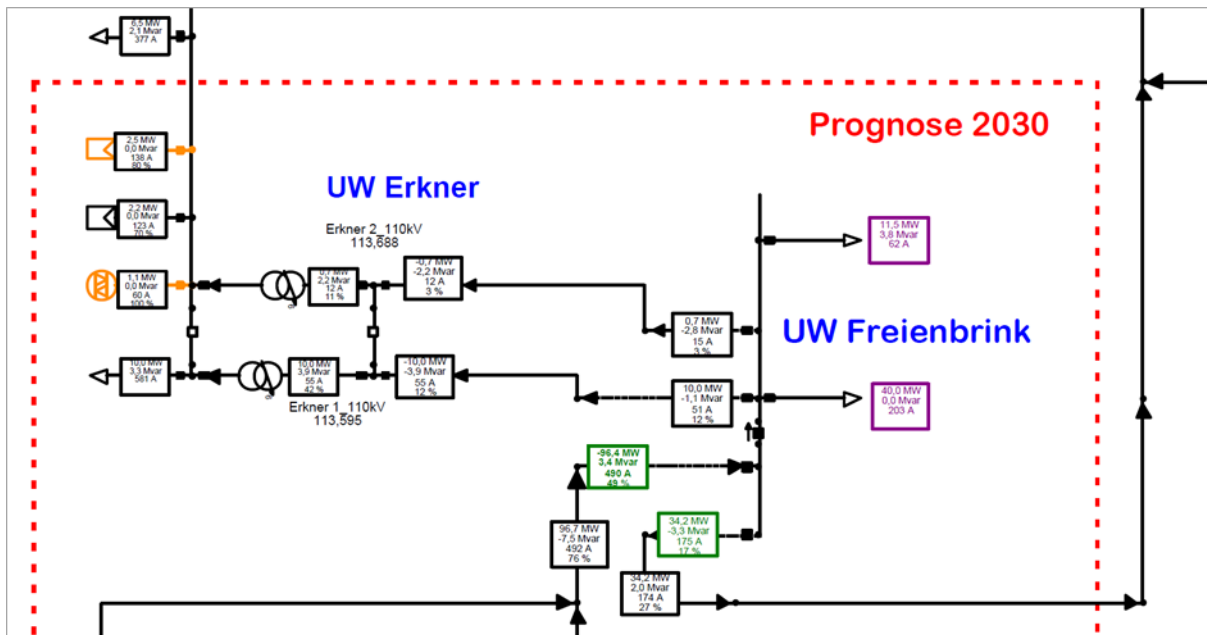 6,5 MW
2,1 Mvar
377 A
Prognose 2030
2,5 MW
0,0 Mvar
138 A
80 %
UW Erkner
2,2 MW
0,0 Mvar
123 A
70 %
Erkner 2_110kV
113,688
11,5 MW
3,8 Mvar
62 A
1,1 MW
0,0 Mvar
60 A
100 %
0,7 MW
2,2 Mvar
12 A
11 %
-0,7 MW
-2,2 Mvar
12 A
3 %
0,7 MW
-2,8 Mvar
15 A
3 %
UW Freienbrink
10,0 MW
3,3 Mvar
581 A
10,0 MW
3,9 Mvar
55 A
42 %
-10,0 MW
-3,9 Mvar
55 A
12 %
Erkner 1_110kV
113,595
10,0 MW
-1,1 Mvar
51 A
12 %
40,0 MW
0,0 Mvar
203 A
-96,4 MW
3,4 Mvar
490 A
49 %
96,7 MW
-7,5 Mvar
492 A
76 %
34,2 MW
-3,3 Mvar
175 A
17 %
34,2 MW
2,0 Mvar
174 A
27 %